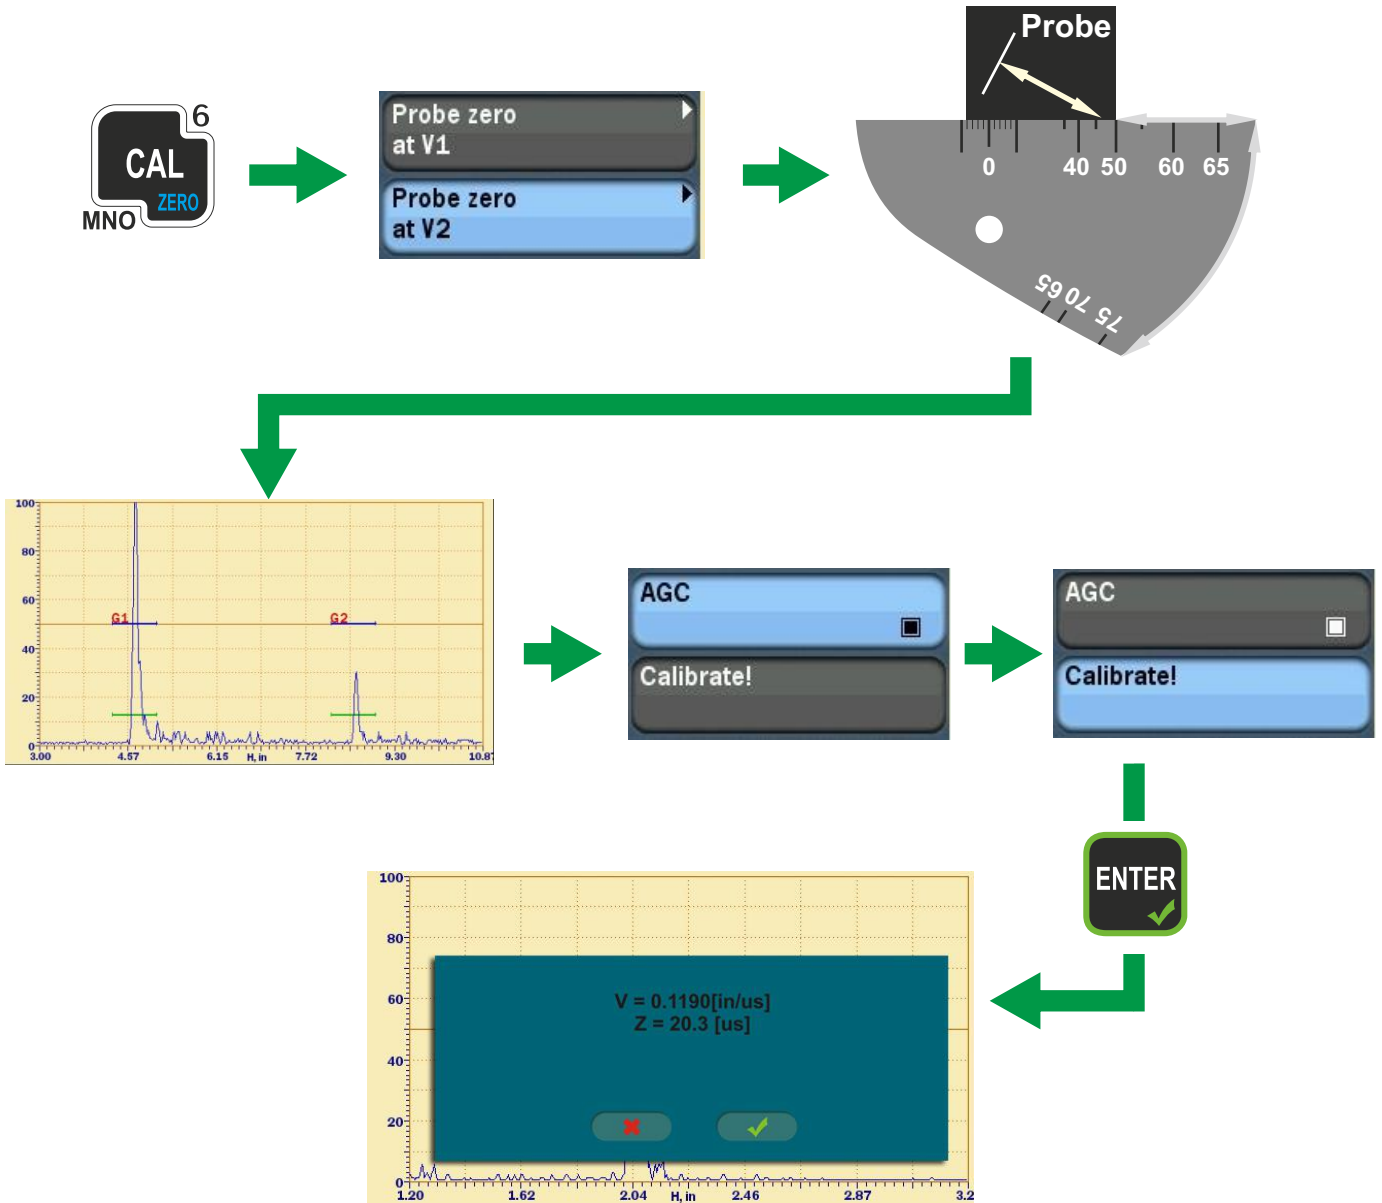 6
CAL
ZERO
MNO
Probe zero
at V1
Probe zero
at V2
Probe
0 40 50 60 65
65 70 75
100
80
60
40
20
0
G1 G2
3.00 4.57 6.15 H, in 7.72 9.30 10.87
AGC
Calibrate!
AGC
Calibrate!
ENTER
100
80
60
40
20
0
V = 0.1190[in/us]
Z = 20.3 [us]
1.20 1.62 2.04 H, in 2.46 2.87 3.2